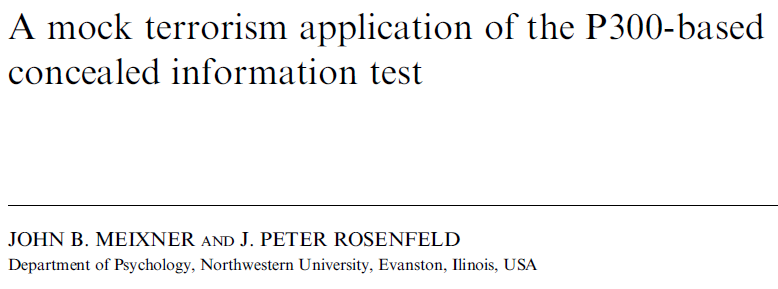 A mock terrorism application of the P300-based
concealed information test
JOHN B. MEIXNER AND J. PETER ROSENFELD
Department of Psychology, Northwestern University, Evanston, Ilinois, USA